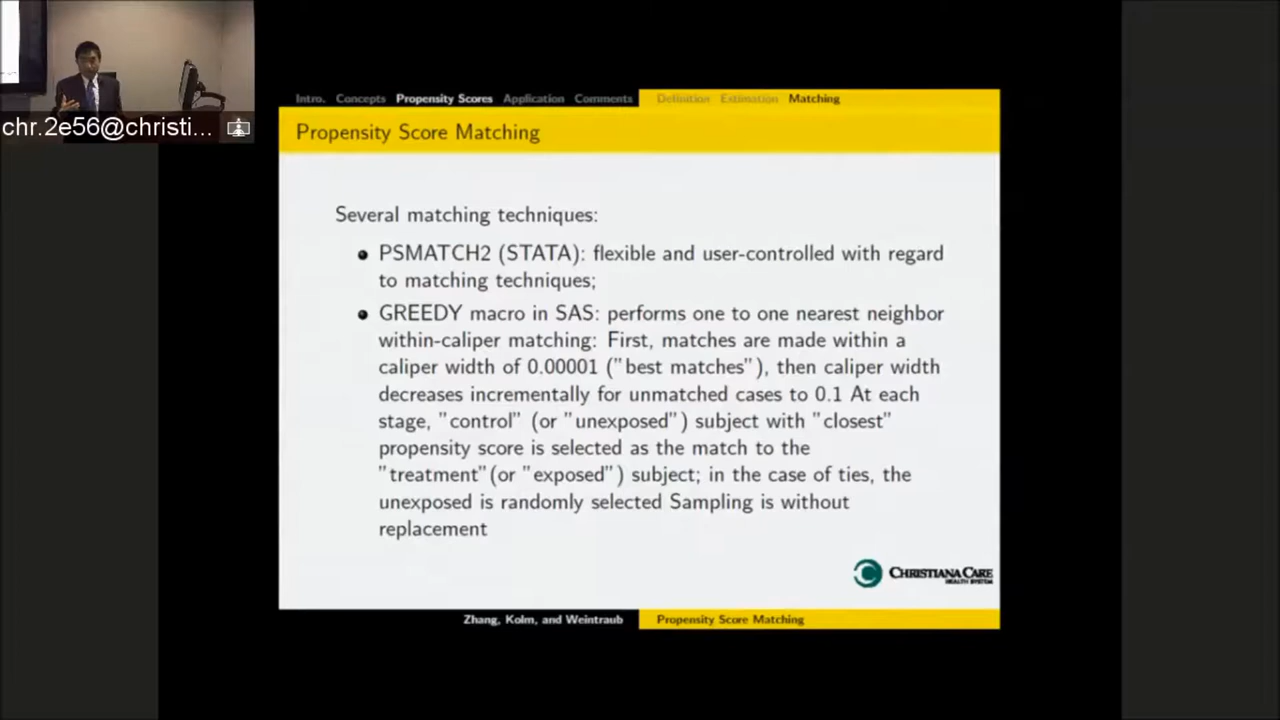 chr.2e56@christi...
Intro. Concepts Propensity Scores Application Comments Definition Estimation Matching
Propensity Score Matching
Several matching techniques:
PSMATCH2 (STATA): flexible and user-controlled with regard
to matching techniques;
GREEDY macro in SAS: performs one to one nearest neighbor
within-caliper matching: First, matches are made within a
caliper width of 0.00001 ("best matches"), then caliper width
decreases incrementally for unmatched cases to 0.1 At each
stage, "control" (or "unexposed") subject with "closest"
propensity score is selected as the match to the
"treatment"(or "exposed") subject; in the case of ties, the
unexposed is randomly selected Sampling is without
replacement
CHRISTIANA CARE
HEALTH SYSTEM
Zhang, Kolm, and Weintraub Propensity Score Matching